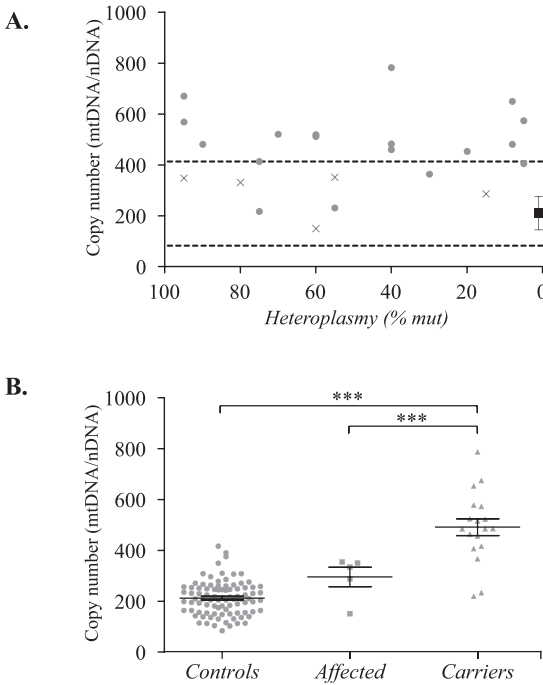 A.
Copy number (mtDNA/nDNA)
1000
800
600
400
200
0
100 80 60 40 20 0
Heteroplasmy (% mut)
B.
Copy number (mtDNA/nDNA)
1000
800
600
400
200
0
***
***
Controls Affected Carriers